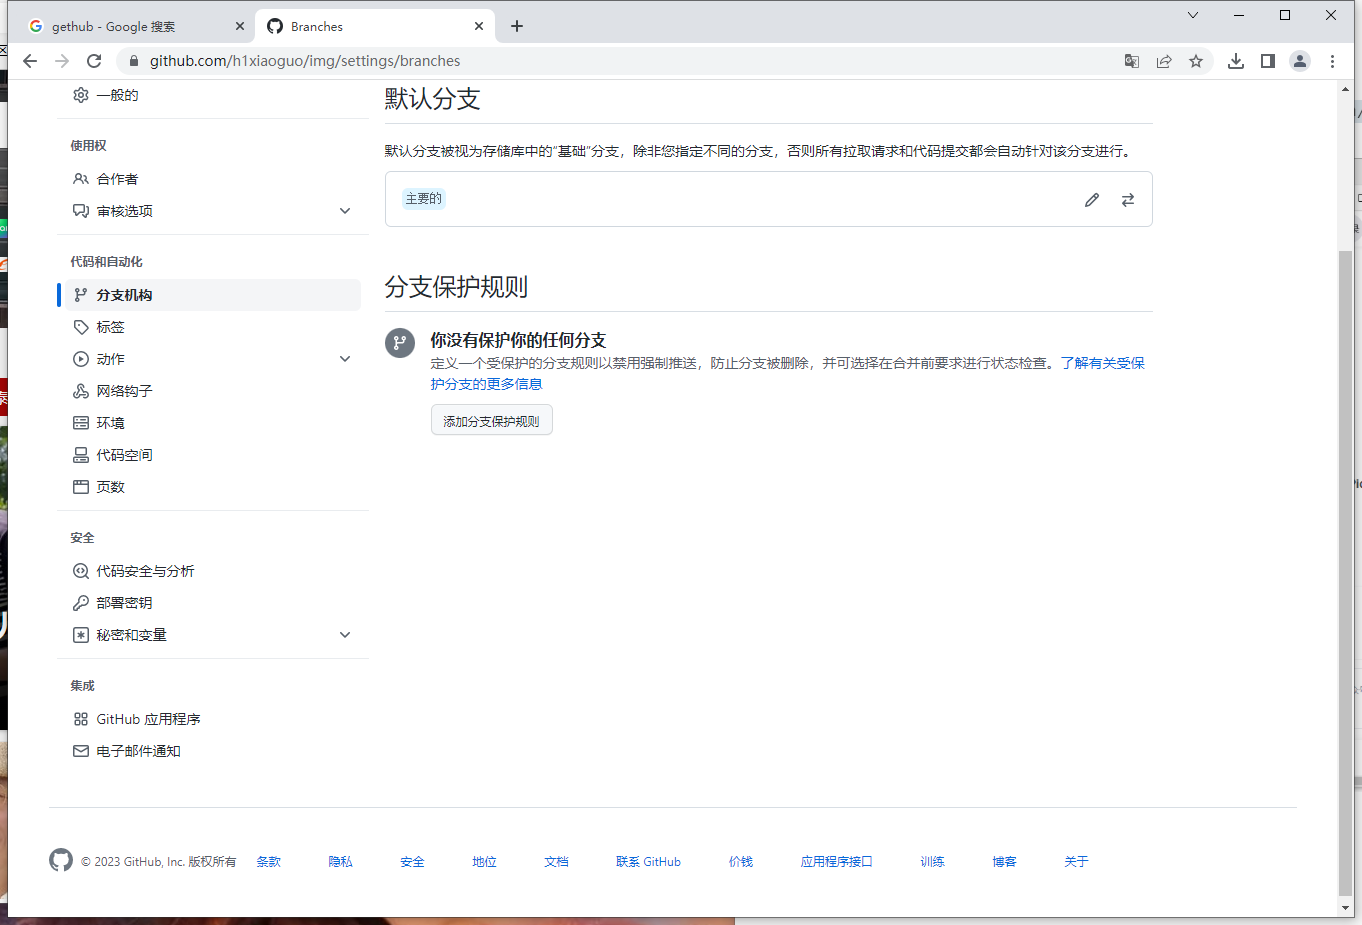 gethub - Google 搜索
Branches
github.com/h1xiaoguo/img/settings/branches
一般的
使用权
合作者
审核选项
代码和自动化
分支机构
标签
动作
网络钩子
环境
代码空间
页数
安全
代码安全与分析
部署密钥
秘密和变量
集成
GitHub 应用程序
电子邮件通知
默认分支
默认分支被视为存储库中的“基础”分支，除非您指定不同的分支，否则所有拉取请求和代码提交都会自动针对该分支进行。
主要的
分支保护规则
你没有保护你的任何分支
定义一个受保护的分支规则以禁用强制推送，防止分支被删除，并可选择在合并前要求进行状态检查。了解有关受保
护分支的更多信息
添加分支保护规则
© 2023 GitHub, Inc. 版权所有 条款 隐私 安全 地位 文档 联系 GitHub 价钱 应用程序接口 训练 博客 关于